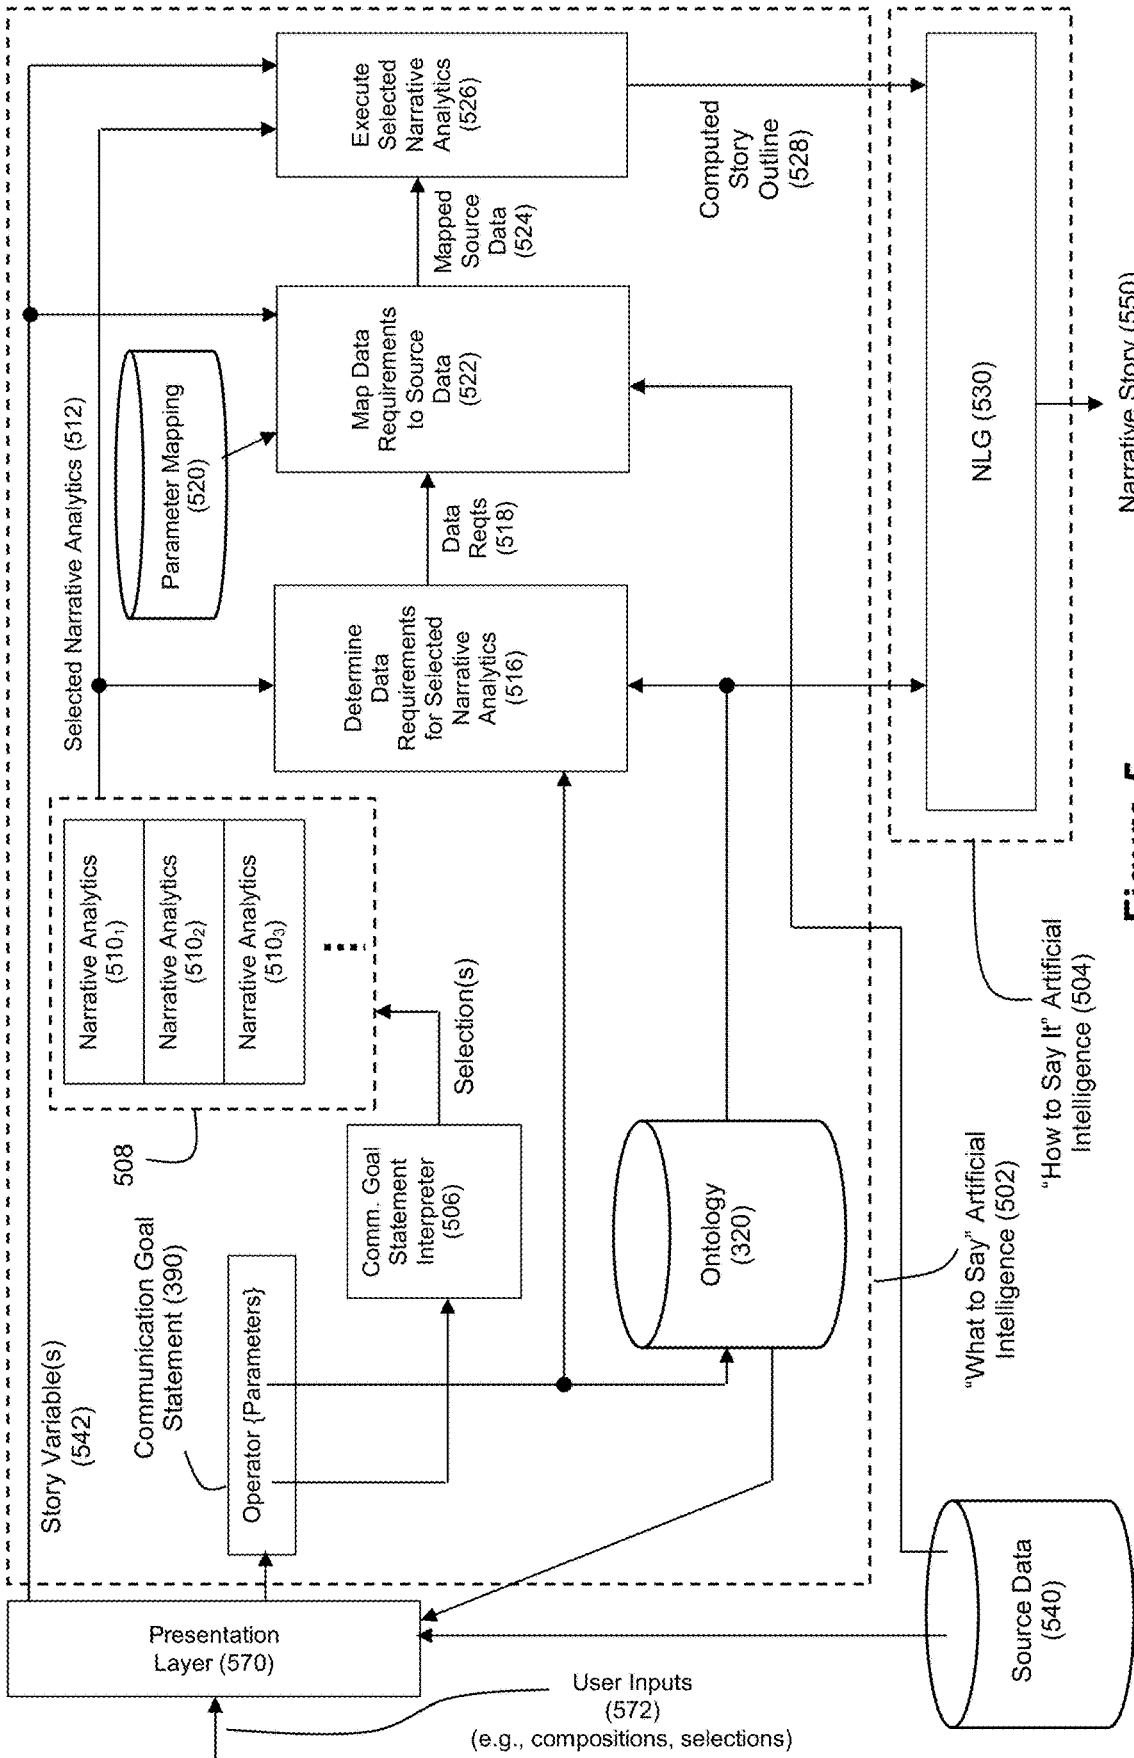 Presentation
Layer (570)
User Inputs
(572)
(e.g., compositions, selections)
Story Variable(s)
(542)
Communication Goal
Statement (390)
Operator {Parameters}
Comm. Goal
Statement
Interpreter
(506)
Selection(s)
508
Narrative Analytics
(510₁)
Narrative Analytics
(510₂)
Narrative Analytics
(510₃)
....
Selected Narrative Analytics (512)
Ontology
(320)
Determine
Data
Requirements
for Selected
Narrative
Analytics
(516)
Data
Reqts
(518)
Parameter Mapping
(520)
Map Data
Requirements
to Source
Data
(522)
Mapped
Source
Data
(524)
Execute
Selected
Narrative
Analytics
(526)
Computed
Story
Outline
(528)
"What to Say" Artificial
Intelligence (502)
"How to Say It" Artificial
Intelligence (504)
NLG (530)
Source Data
(540)
Narrative Story (550)